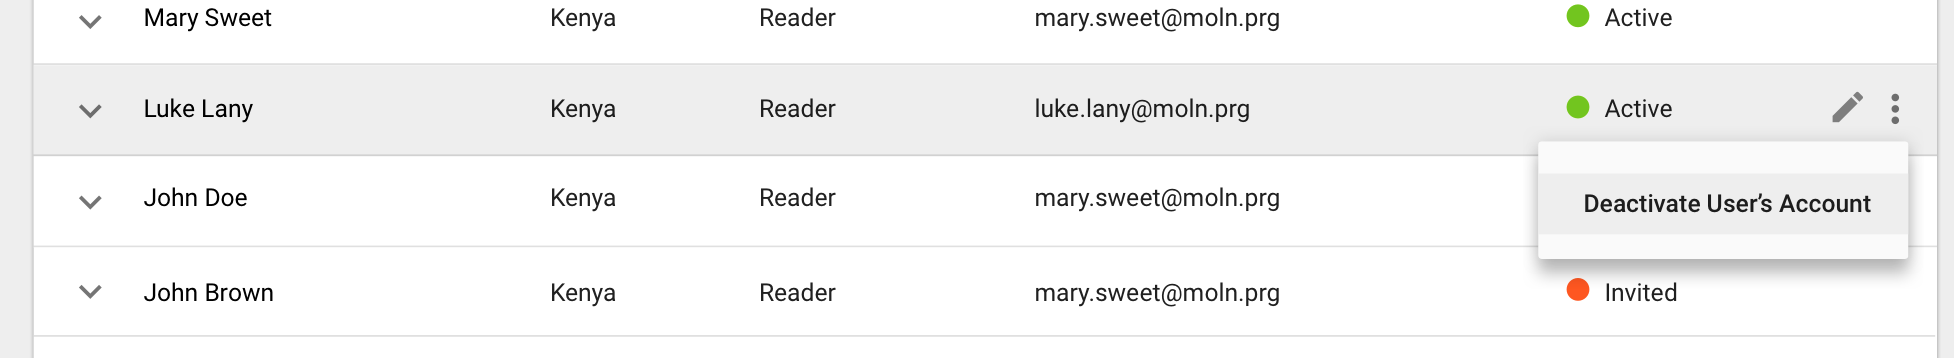 Mary Sweet Kenya Reader mary.sweet@moln.prg Active
Luke Lany Kenya Reader luke.lany@moln.prg Active
John Doe Kenya Reader mary.sweet@moln.prg
Deactivate User’s Account
John Brown Kenya Reader mary.sweet@moln.prg Invited